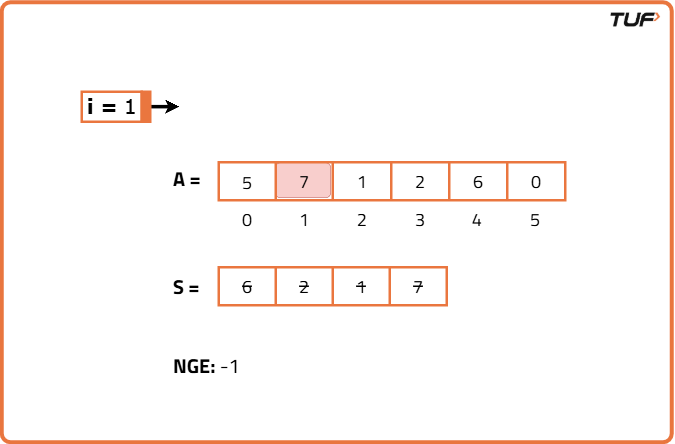 TUF
i = 1
A = 5 7 1 2 6 0
0 1 2 3 4 5
S = 6 2 1 7
NGE: -1